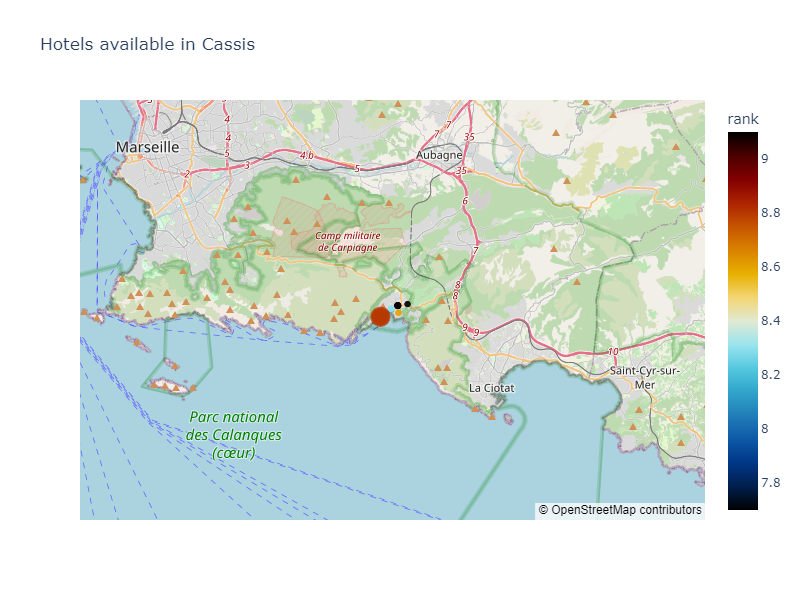 Hotels available in Cassis
rank
3
4
35
7
7
Marseille
4
4.b
Aubagne
5
3
5
2
35
6
Camp militaire
de Carpiagne
7
8
8
9
9
10
Saint-Cyr-sur-
Mer
La Ciotat
Parc national
des Calanques
(cœur)
© OpenStreetMap contributors
9
8.8
8.6
8.4
8.2
8
7.8